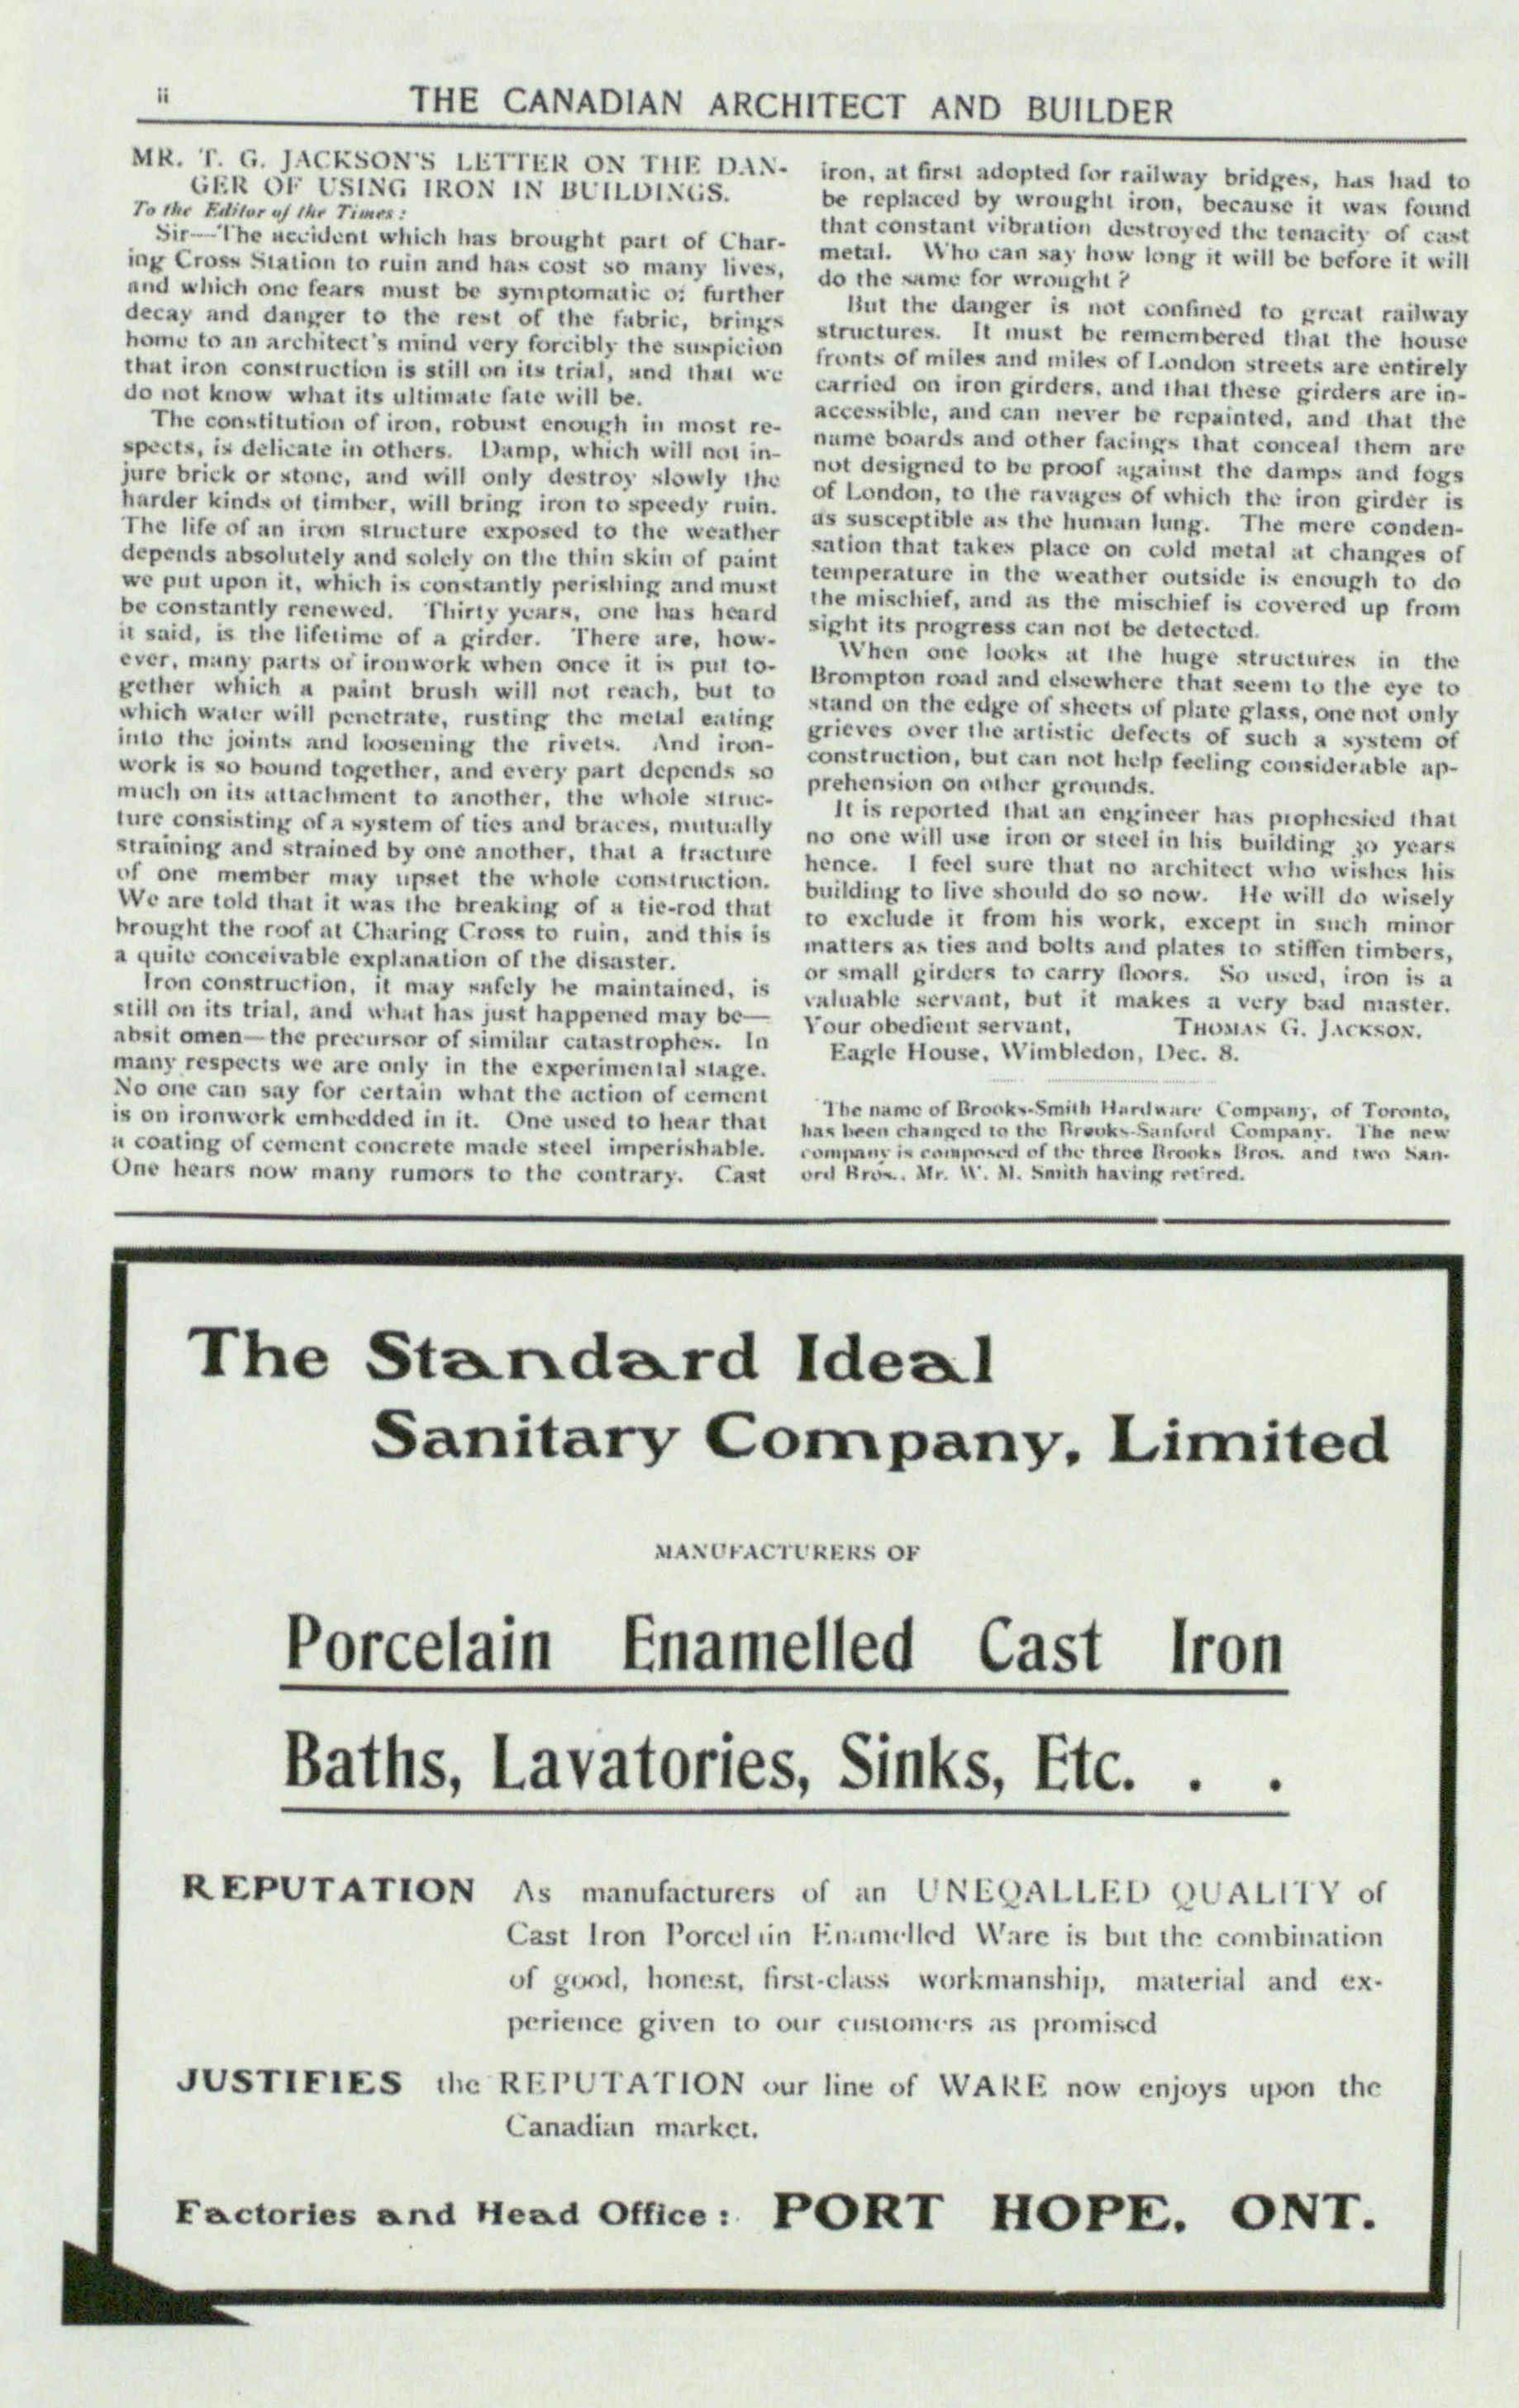 ii
THE CANADIAN ARCHITECT AND BUILDER
MR. T. G. JACKSON'S LETTER ON THE DAN-
GER OF USING IRON IN BUILDINGS.
To the Editor of the Times:
Sir—The accident which has brought part of Char-
ing Cross Station to ruin and has cost so many lives,
and which one fears must be symptomatic of further
decay and danger to the rest of the fabric, brings
home to an architect's mind very forcibly the suspicion
that iron construction is still on its trial, and that we
do not know what its ultimate fate will be.
The constitution of iron, robust enough in most re-
spects, is delicate in others. Damp, which will not in-
jure brick or stone, and will only destroy slowly the
harder kinds of timber, will bring iron to speedy ruin.
The life of an iron structure exposed to the weather
depends absolutely and solely on the thin skin of paint
we put upon it, which is constantly perishing and must
be constantly renewed. Thirty years, one has heard
it said, is the lifetime of a girder. There are, how-
ever, many parts of ironwork when once it is put to-
gether which a paint brush will not reach, but to
which water will penetrate, rusting the metal eating
into the joints and loosening the rivets. And iron-
work is so bound together, and every part depends so
much on its attachment to another, the whole struc-
ture consisting of a system of ties and braces, mutually
straining and strained by one another, that a fracture
of one member may upset the whole construction.
We are told that it was the breaking of a tie-rod that
brought the roof at Charing Cross to ruin, and this is
a quite conceivable explanation of the disaster.
Iron construction, it may safely be maintained, is
still on its trial, and what has just happened may be—
absit omen—the precursor of similar catastrophes. In
many respects we are only in the experimental stage.
No one can say for certain what the action of cement
is on ironwork embedded in it. One used to hear that
a coating of cement concrete made steel imperishable.
One hears now many rumors to the contrary. Cast
iron, at first adopted for railway bridges, has had to
be replaced by wrought iron, because it was found
that constant vibration destroyed the tenacity of cast
metal. Who can say how long it will be before it will
do the same for wrought?
But the danger is not confined to great railway
structures. It must be remembered that the house
fronts of miles and miles of London streets are entirely
carried on iron girders, and that these girders are in-
accessible, and can never be repainted, and that the
name boards and other facings that conceal them are
not designed to be proof against the damps and fogs
of London, to the ravages of which the iron girder is
as susceptible as the human lung. The mere conden-
sation that takes place on cold metal at changes of
temperature in the weather outside is enough to do
the mischief, and as the mischief is covered up from
sight its progress can not be detected.
When one looks at the huge structures in the
Brompton road and elsewhere that seem to the eye to
stand on the edge of sheets of plate glass, one not only
grieves over the artistic defects of such a system of
construction, but can not help feeling considerable ap-
prehension on other grounds.
It is reported that an engineer has prophesied that
no one will use iron or steel in his building 30 years
hence. I feel sure that no architect who wishes his
building to live should do so now. He will do wisely
to exclude it from his work, except in such minor
matters as ties and bolts and plates to stiffen timbers,
or small girders to carry floors. So used, iron is a
valuable servant, but it makes a very bad master.
Your obedient servant, THOMAS G. JACKSON.
Eagle House, Wimbledon, Dec. 8.
The name of Brooks-Smith Hardware Company, of Toronto,
has been changed to the Brooks-Sanford Company. The new
company is composed of the three Brooks Bros. and two San-
ord Bros., Mr. W. M. Smith having retired.
The Standard Ideal
Sanitary Company, Limited
MANUFACTURERS OF
Porcelain Enamelled Cast Iron
Baths, Lavatories, Sinks, Etc. . .
REPUTATION As manufacturers of an UNEQALLED QUALITY of
Cast Iron Porcelain Enamelled Ware is but the combination
of good, honest, first-class workmanship, material and ex-
perience given to our customers as promised
JUSTIFIES the REPUTATION our line of WARE now enjoys upon the
Canadian market.
Factories and Head Office: PORT HOPE, ONT.